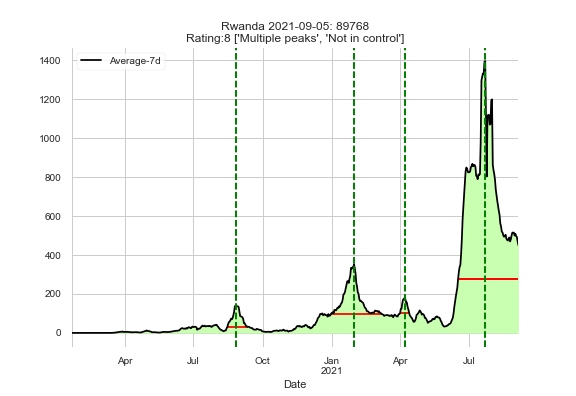 Rwanda 2021-09-05: 89768
Rating:8 ['Multiple peaks', 'Not in control']
Average-7d
1400
1200
1000
800
600
400
200
0
Apr Jul Oct Jan Apr Jul
2021
Date